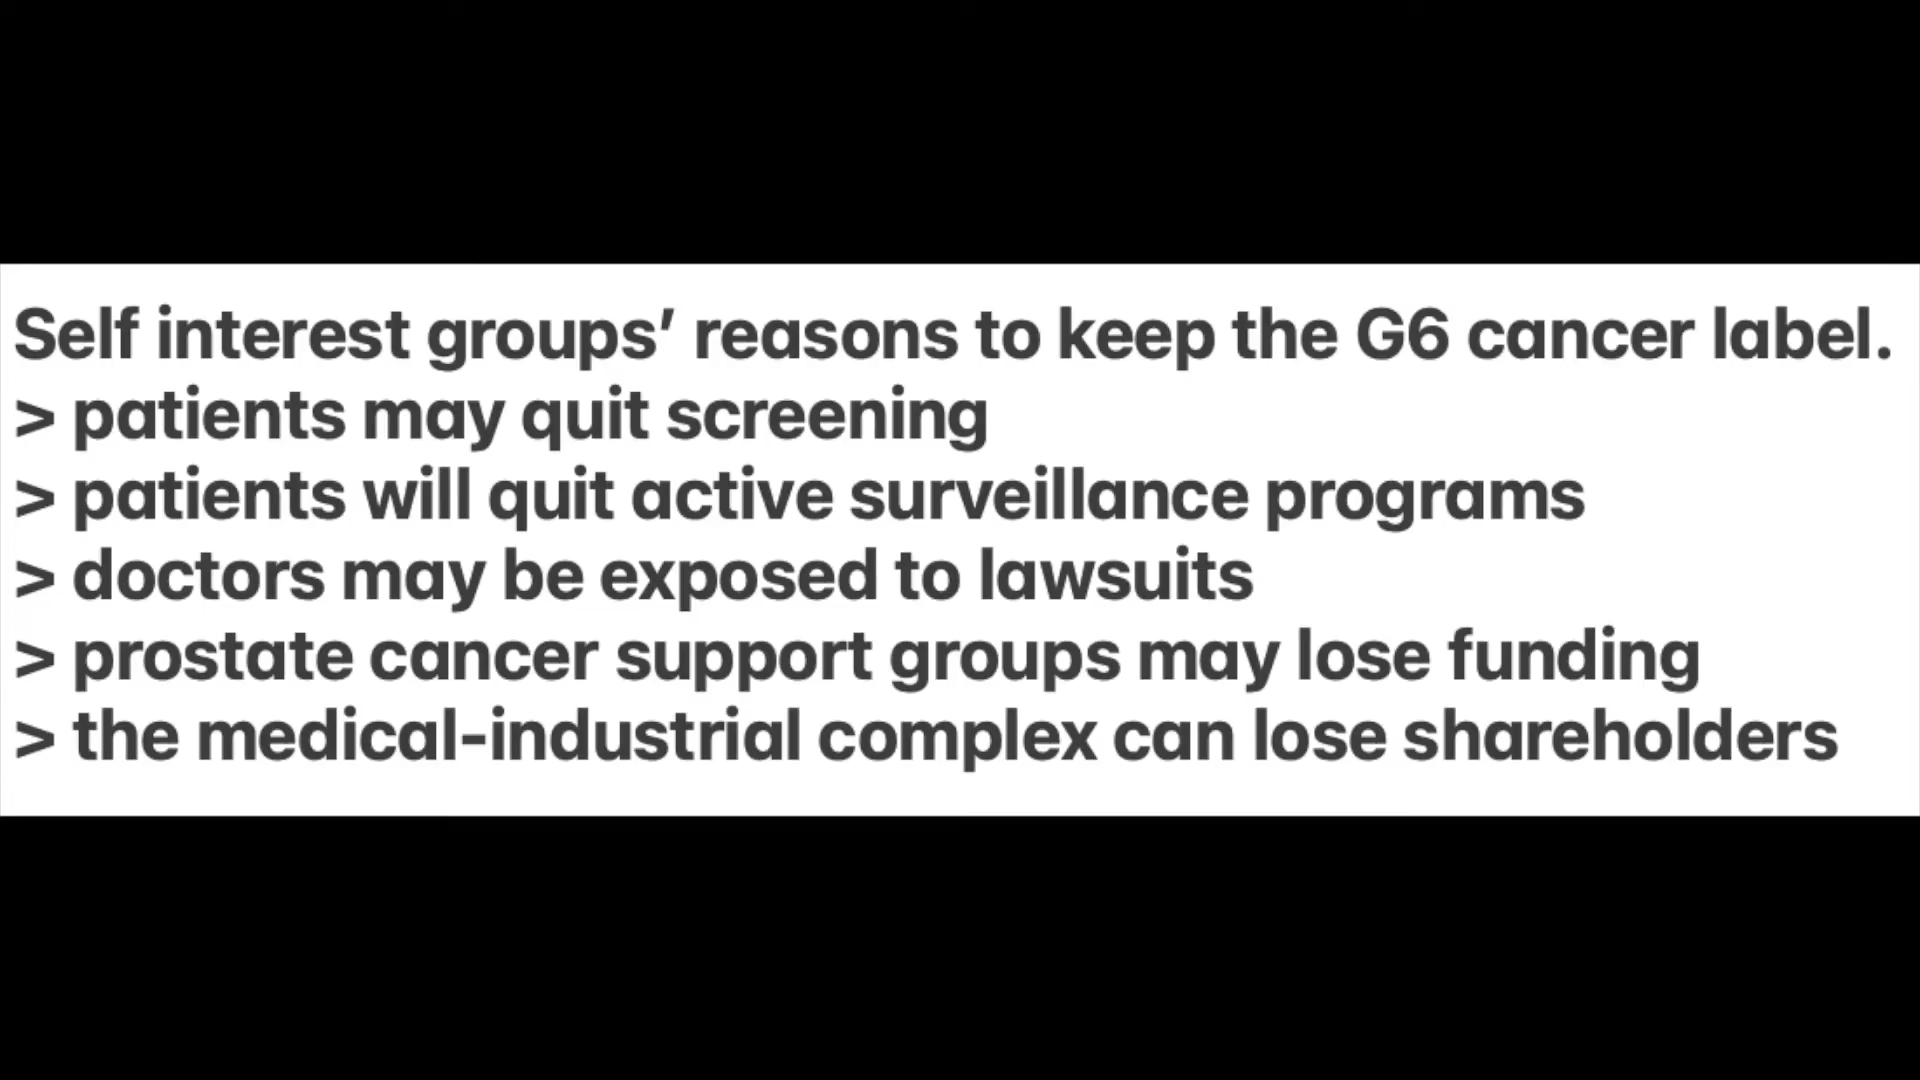 Self interest groups’ reasons to keep the G6 cancer label.
> patients may quit screening
> patients will quit active surveillance programs
> doctors may be exposed to lawsuits
> prostate cancer support groups may lose funding
> the medical-industrial complex can lose shareholders